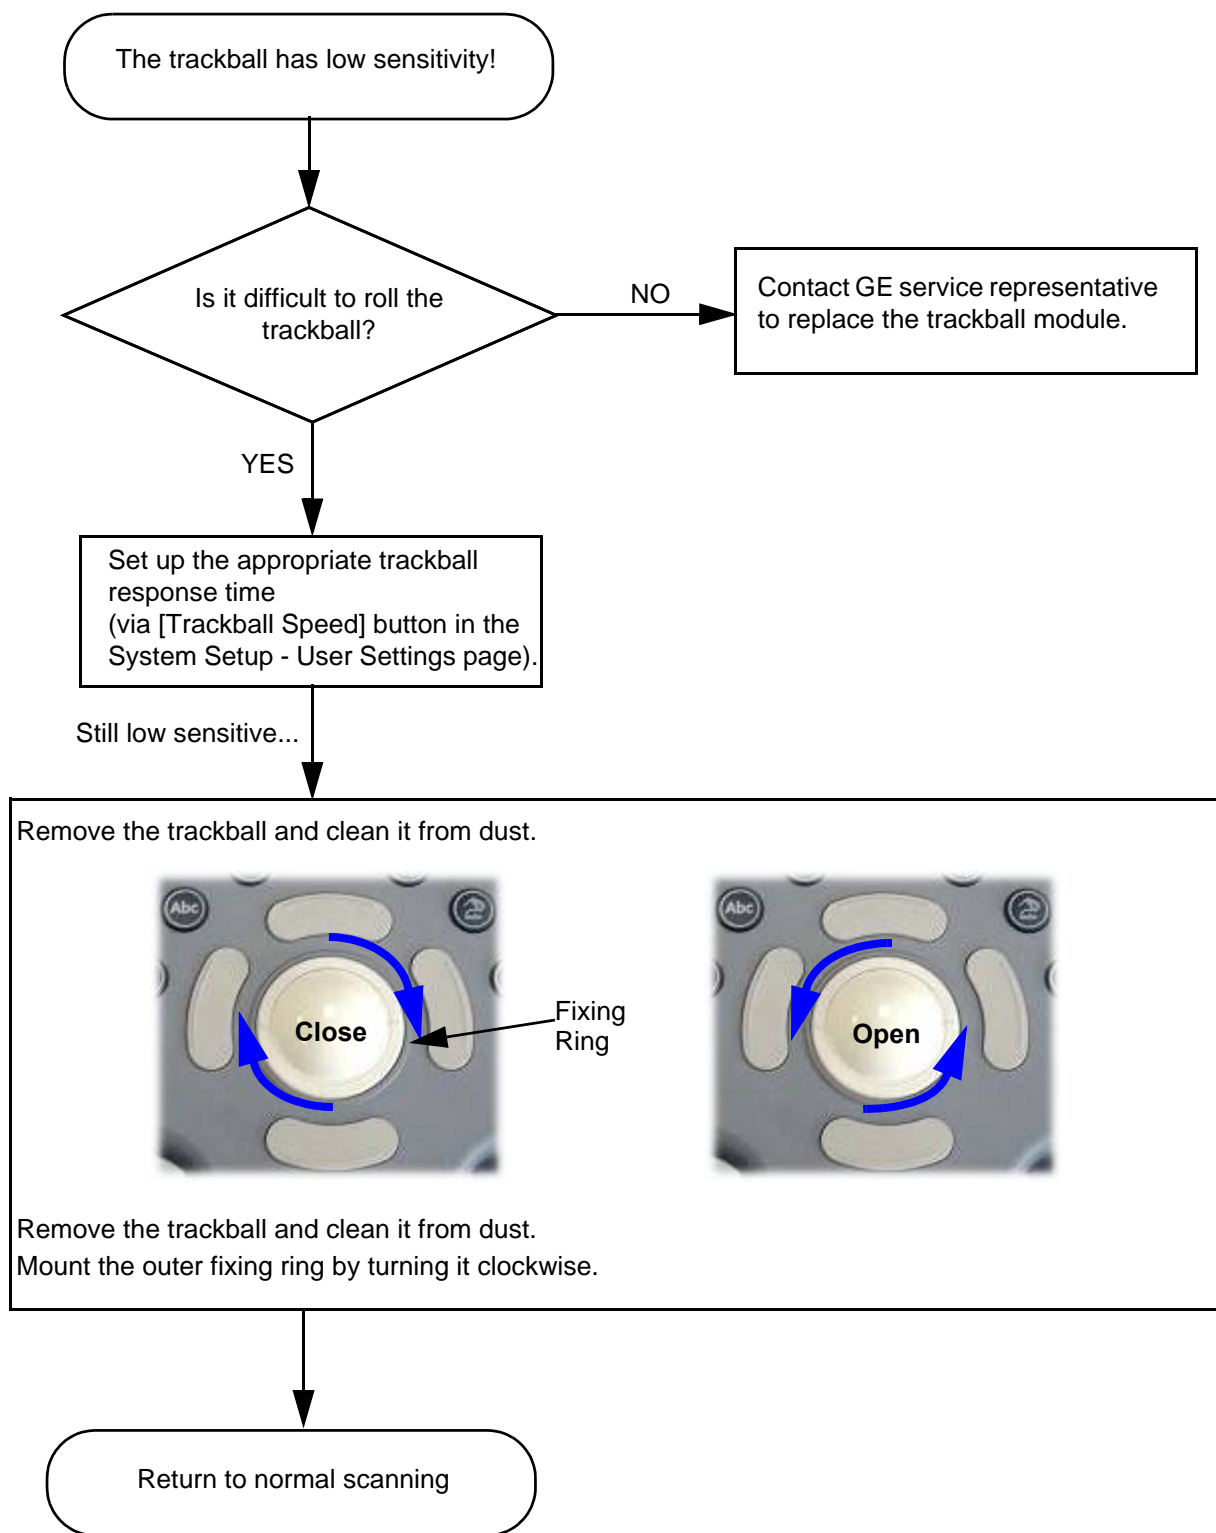 The trackball has low sensitivity!
Is it difficult to roll the
trackball?
NO
Contact GE service representative
to replace the trackball module.
YES
Set up the appropriate trackball
response time
(via [Trackball Speed] button in the
System Setup - User Settings page).
Still low sensitive...
Remove the trackball and clean it from dust.
Abc
Close
Fixing
Ring
Abc
Open
Remove the trackball and clean it from dust.
Mount the outer fixing ring by turning it clockwise.
Return to normal scanning